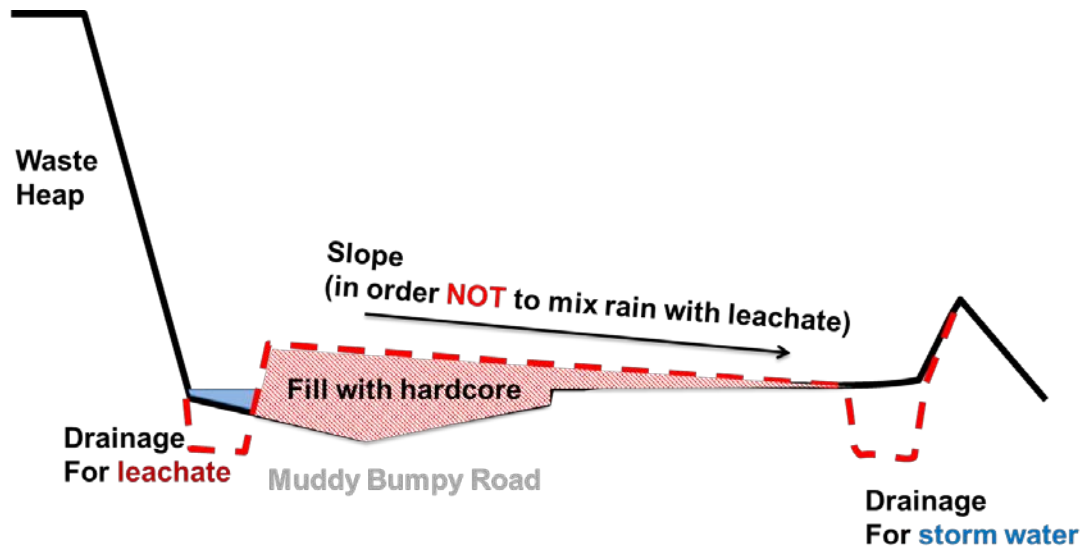 Waste
Heap
Slope
(in order NOT to mix rain with leachate)
Fill with hardcore
Drainage
For leachate
Muddy Bumpy Road
Drainage
For storm water